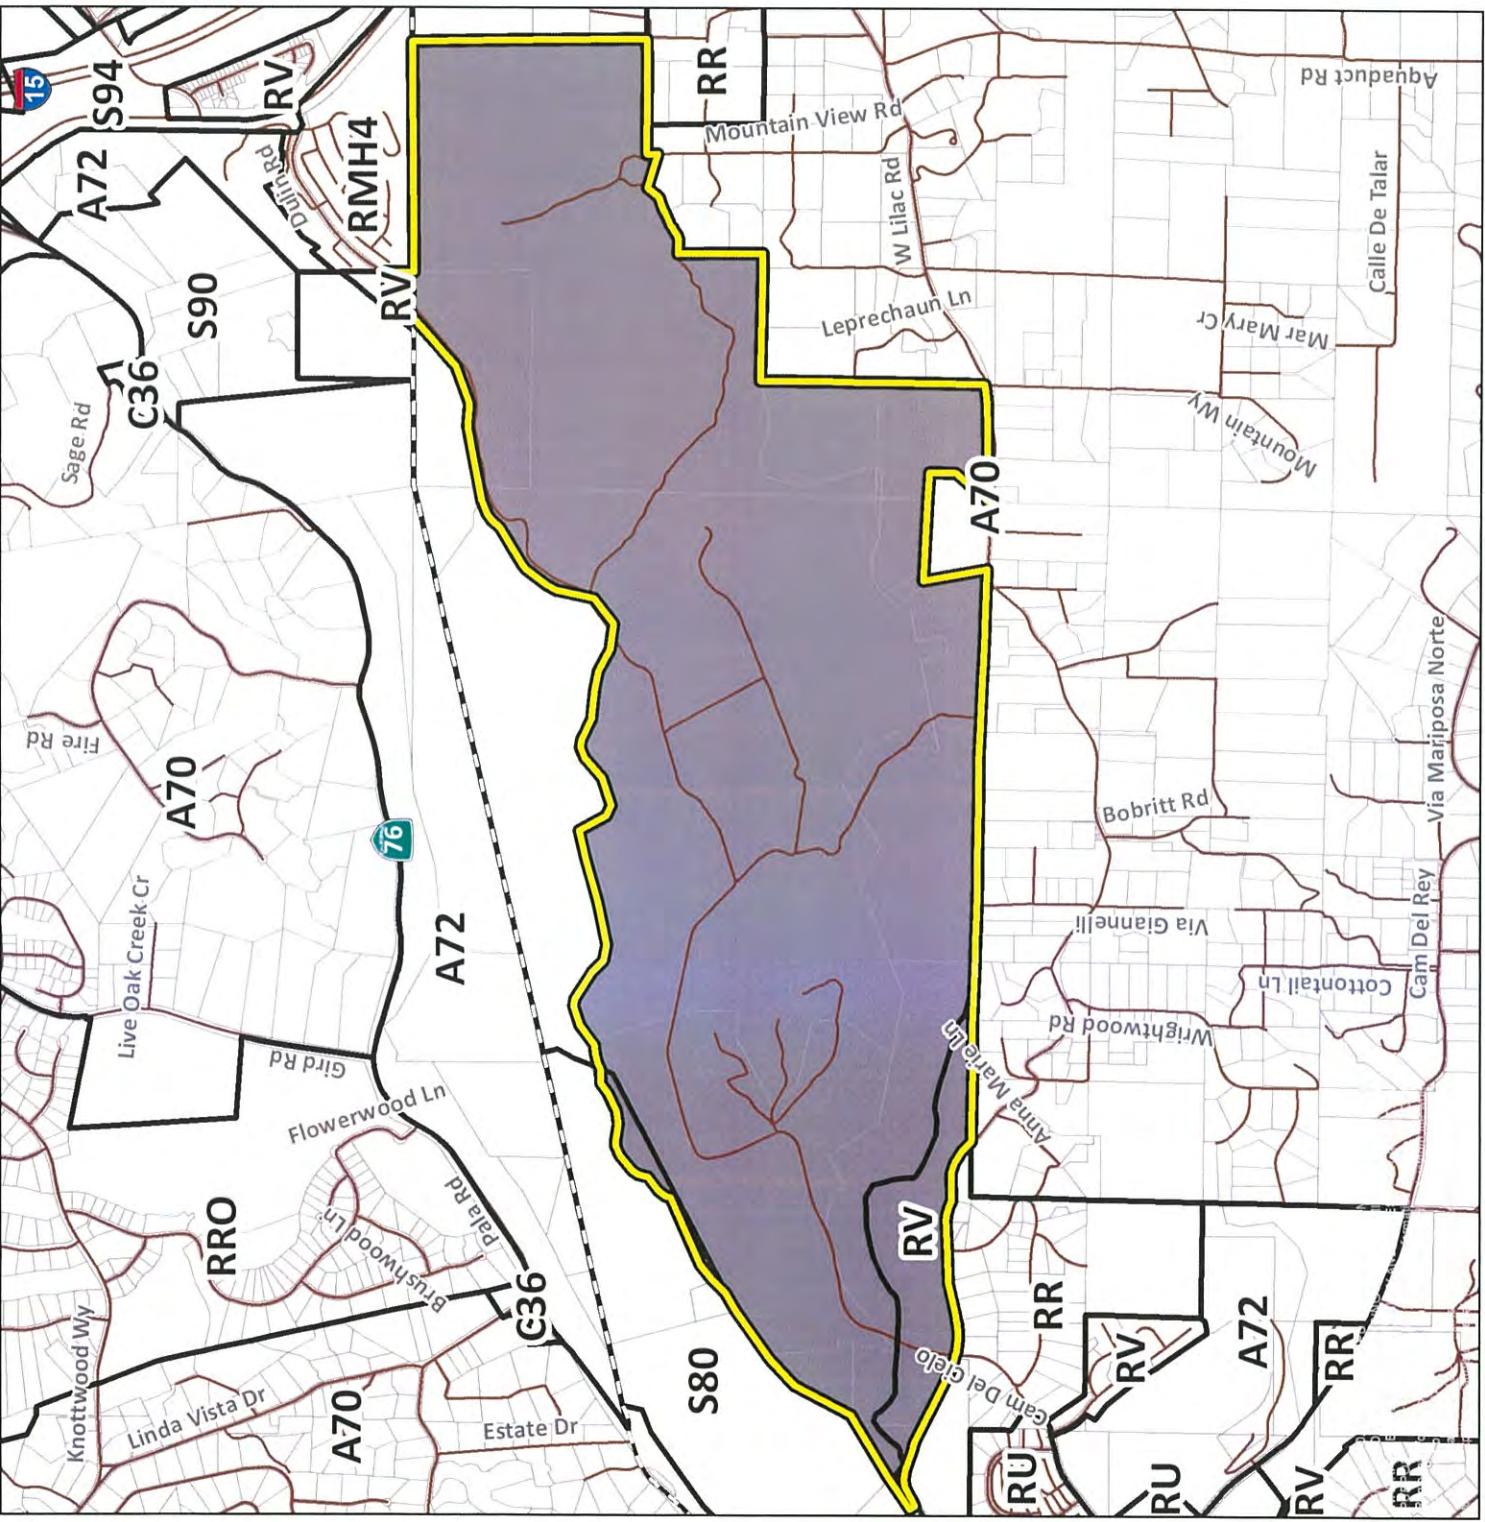 15
S94
RV
A72
Dulin Rd
RMH4
RR
Mountain View Rd
Aquaduct Rd
W Lilac Rd
Calle De Talar
S90
RV
Leprechaun Ln
Mar Mary Cr
C36
Sage Rd
Mountain Wy
A70
Fire Rd
A70
76
Bobritt Rd
Via Mariposa Norte
Live Oak Creek Cr
A72
Via Giannelli
Cam Del Rey
Cottontail Ln
Gird Rd
Wrightwood Rd
Flowerwood Ln
Anna Marie Ln
RRO
Brushwood Ln
Pala Rd
RV
C36
RR
Knottwood Wy
Linda Vista Dr
A70
Estate Dr
S80
Cam Del Cielo
RV
A72
RR
RU
RU
RV
RR